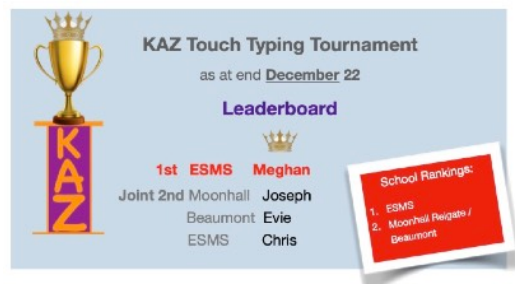 KAZ Touch Typing Tournament
as at end December 22
Leaderboard
1st ESMS Meghan
Joint 2nd Moonhall Joseph
Beaumont Evie
ESMS Chris
KAZ
School Rankings:
1. ESMS
2. Moonhall Reigate /
Beaumont